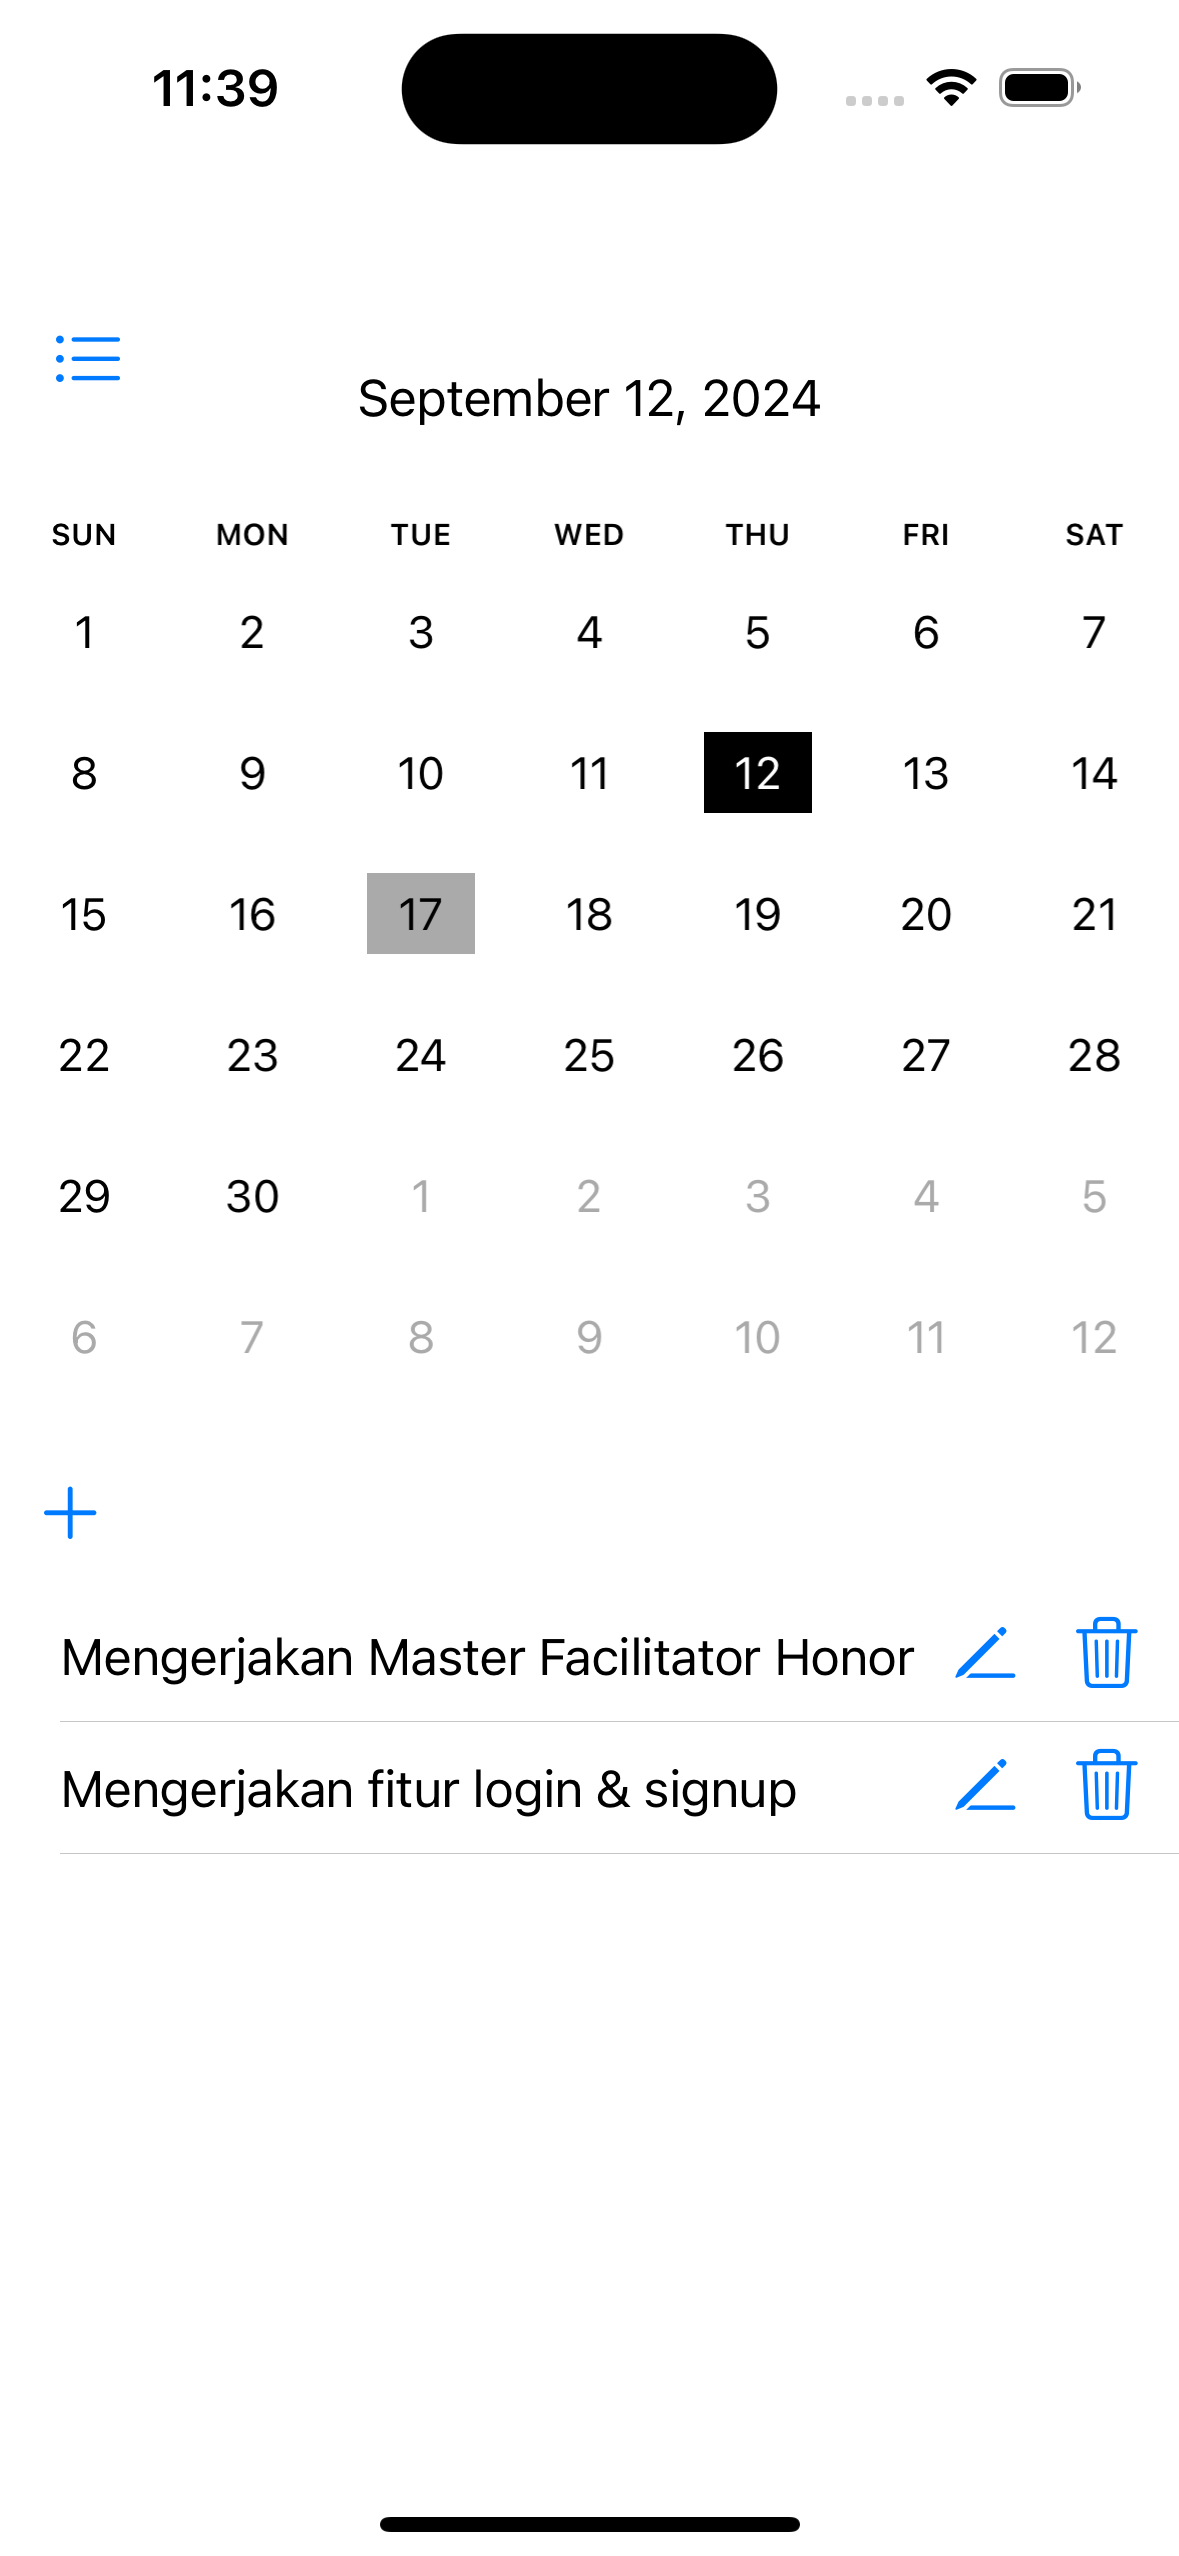 11:39
September 12, 2024
SUN MON TUE WED THU FRI SAT
1 2 3 4 5 6 7
8 9 10 11 12 13 14
15 16 17 18 19 20 21
22 23 24 25 26 27 28
29 30 1 2 3 4 5
6 7 8 9 10 11 12
Mengerjakan Master Facilitator Honor
Mengerjakan fitur login & signup